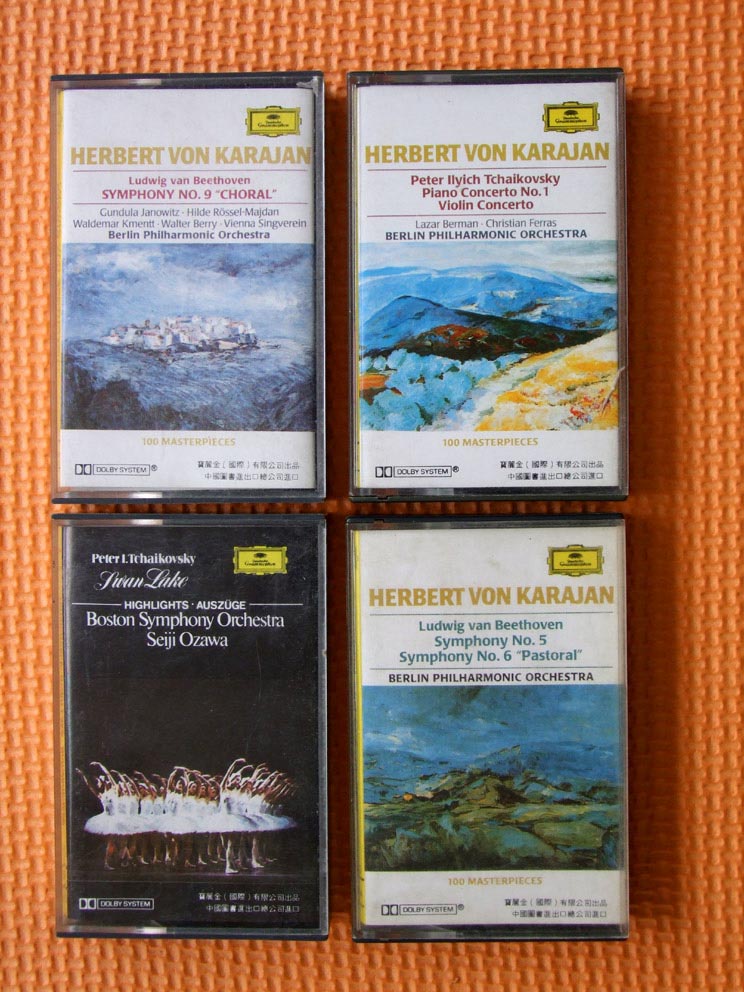 Deutsche
Grammophon
HERBERT VON KARAJAN
Ludwig van Beethoven
SYMPHONY NO. 9 "CHORAL"
Gundula Janowitz · Hilde Rössel-Majdan
Waldemar Kmentt · Walter Berry · Vienna Singverein
Berlin Philharmonic Orchestra
100 MASTERPIECES
DOLBY SYSTEM®
寶麗金(國際)有限公司出品
中國圖書進出口總公司進口
Deutsche
Grammophon
HERBERT VON KARAJAN
Peter Ilyich Tchaikovsky
Piano Concerto No. 1
Violin Concerto
Lazar Berman · Christian Ferras
BERLIN PHILHARMONIC ORCHESTRA
100 MASTERPIECES
DOLBY SYSTEM®
寶麗金(國際)有限公司出品
中國圖書進出口總公司進口
Deutsche
Grammophon
Peter I. Tchaikovsky
Swan Lake
HIGHLIGHTS · AUSZÜGE
Boston Symphony Orchestra
Seiji Ozawa
DOLBY SYSTEM
寶麗金(國際)有限公司出品
中國圖書進出口總公司進口
Deutsche
Grammophon
HERBERT VON KARAJAN
Ludwig van Beethoven
Symphony No. 5
Symphony No. 6 "Pastoral"
BERLIN PHILHARMONIC ORCHESTRA
100 MASTERPIECES
DOLBY SYSTEM®
寶麗金(國際)有限公司出品
中國圖書進出口總公司進口